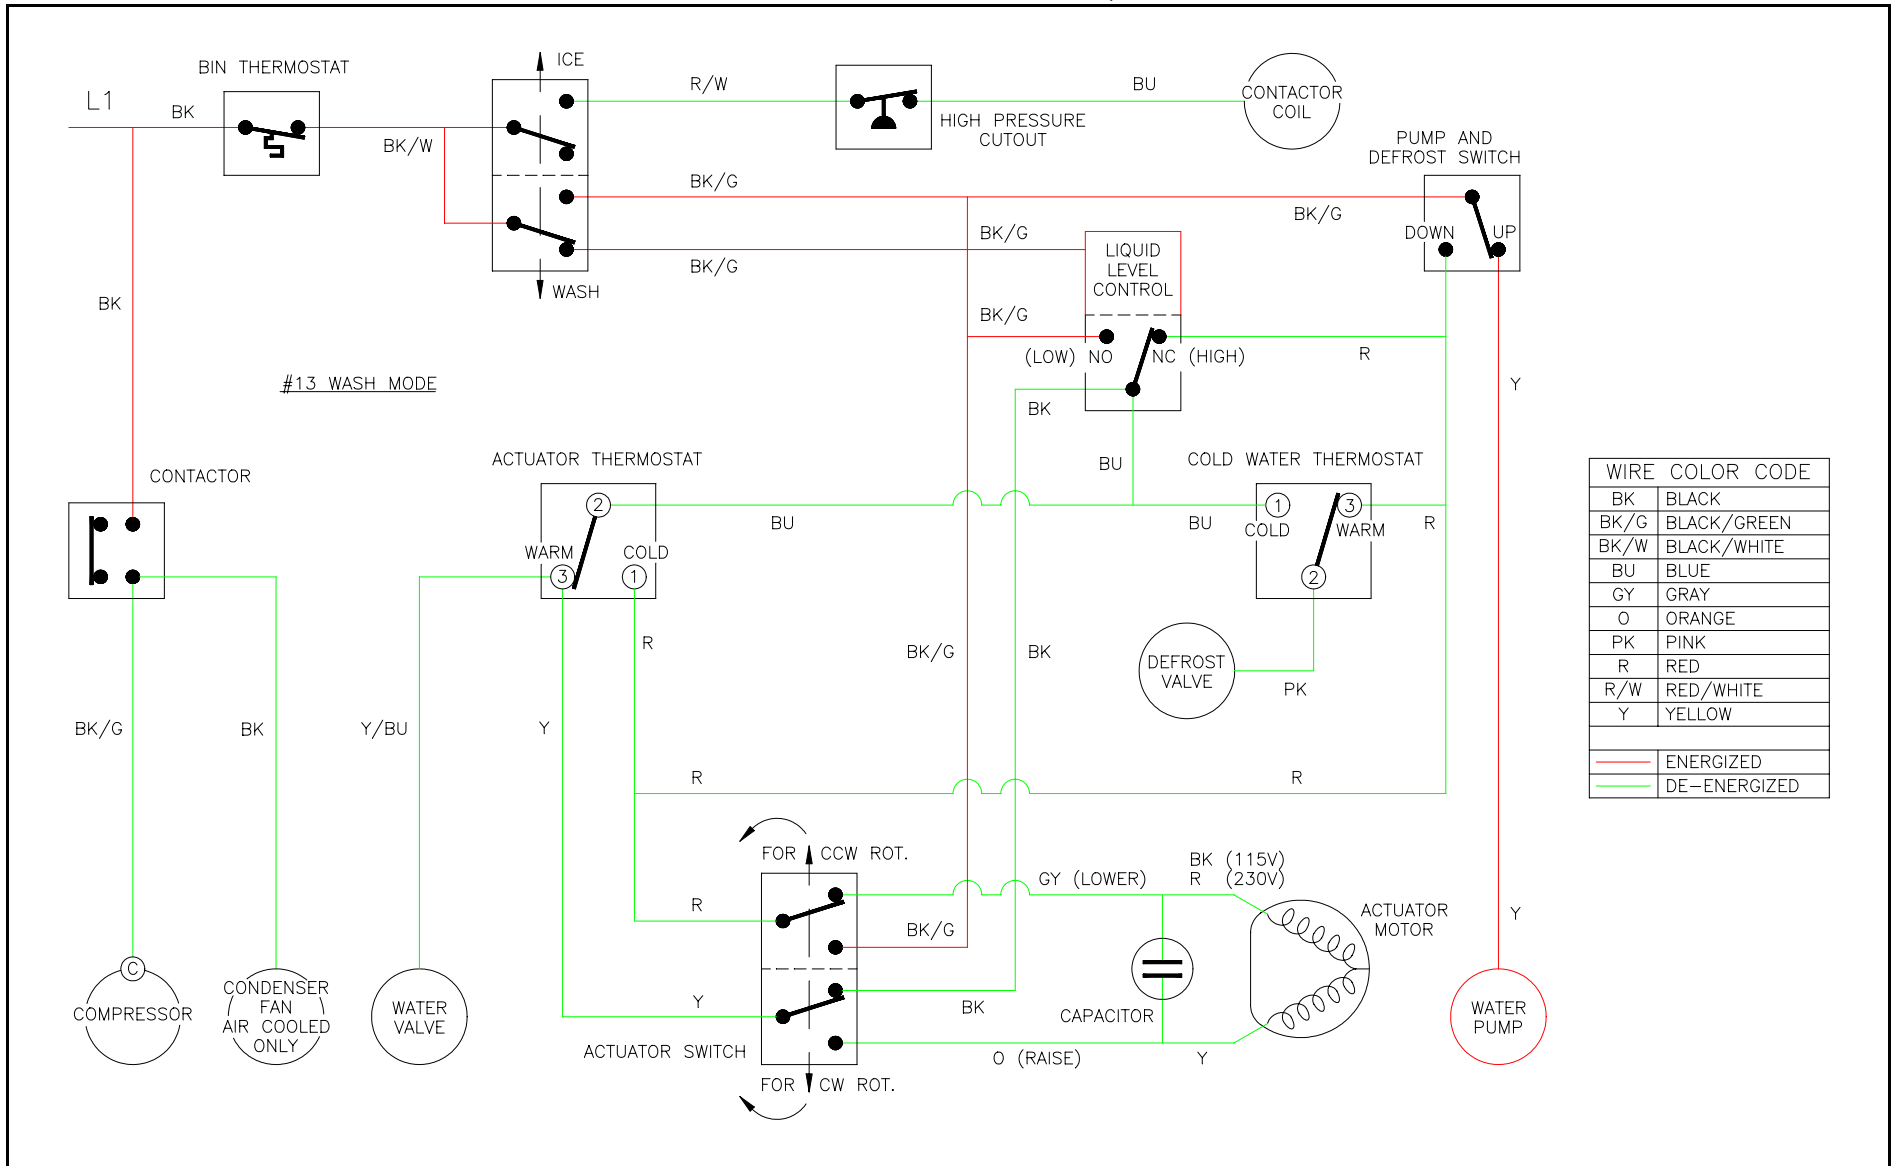 BIN THERMOSTAT
ICE
R/W
BU
L1
BK
BK/W
CONTACTOR
COIL
HIGH PRESSURE
CUTOUT
PUMP AND
DEFROST SWITCH
BK/G
BK/G
DOWN
UP
BK/G
LIQUID
LEVEL
CONTROL
BK/G
WASH
BK
BK/G
(LOW) NO
NC (HIGH)
R
#13 WASH MODE
BK
Y
CONTACTOR
ACTUATOR THERMOSTAT
BU
COLD WATER THERMOSTAT
2
BU
BU
1
3
R
COLD
WARM
WARM
COLD
3
1
2
R
BK/G
BK
DEFROST
VALVE
PK
BK/G
BK
Y/BU
Y
R
R
FOR CCW ROT.
GY (LOWER)
BK (115V)
R (230V)
R
BK/G
ACTUATOR
MOTOR
Y
C
COMPRESSOR
CONDENSER
FAN
AIR COOLED
ONLY
WATER
VALVE
Y
BK
CAPACITOR
WATER
PUMP
ACTUATOR SWITCH
O (RAISE)
Y
FOR CW ROT.
WIRE COLOR CODE
BK BLACK
BK/G BLACK/GREEN
BK/W BLACK/WHITE
BU BLUE
GY GRAY
O ORANGE
PK PINK
R RED
R/W RED/WHITE
Y YELLOW
ENERGIZED
DE-ENERGIZED